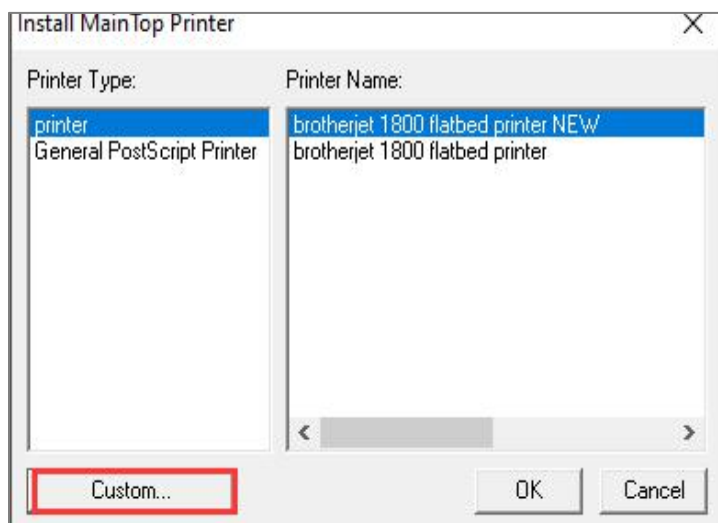 Install MainTop Printer
Printer Type:
Printer Name:
printer
General PostScript Printer
brotherjet 1800 flatbed printer NEW
brotherjet 1800 flatbed printer
Custom...
OK
Cancel